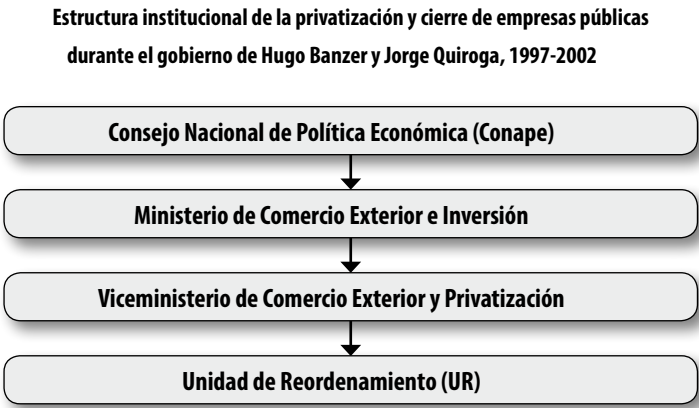 Estructura institucional de la privatización y cierre de empresas públicas
durante el gobierno de Hugo Banzer y Jorge Quiroga, 1997-2002
Consejo Nacional de Política Económica (Conape)
Ministerio de Comercio Exterior e Inversión
Viceministerio de Comercio Exterior y Privatización
Unidad de Reordenamiento (UR)